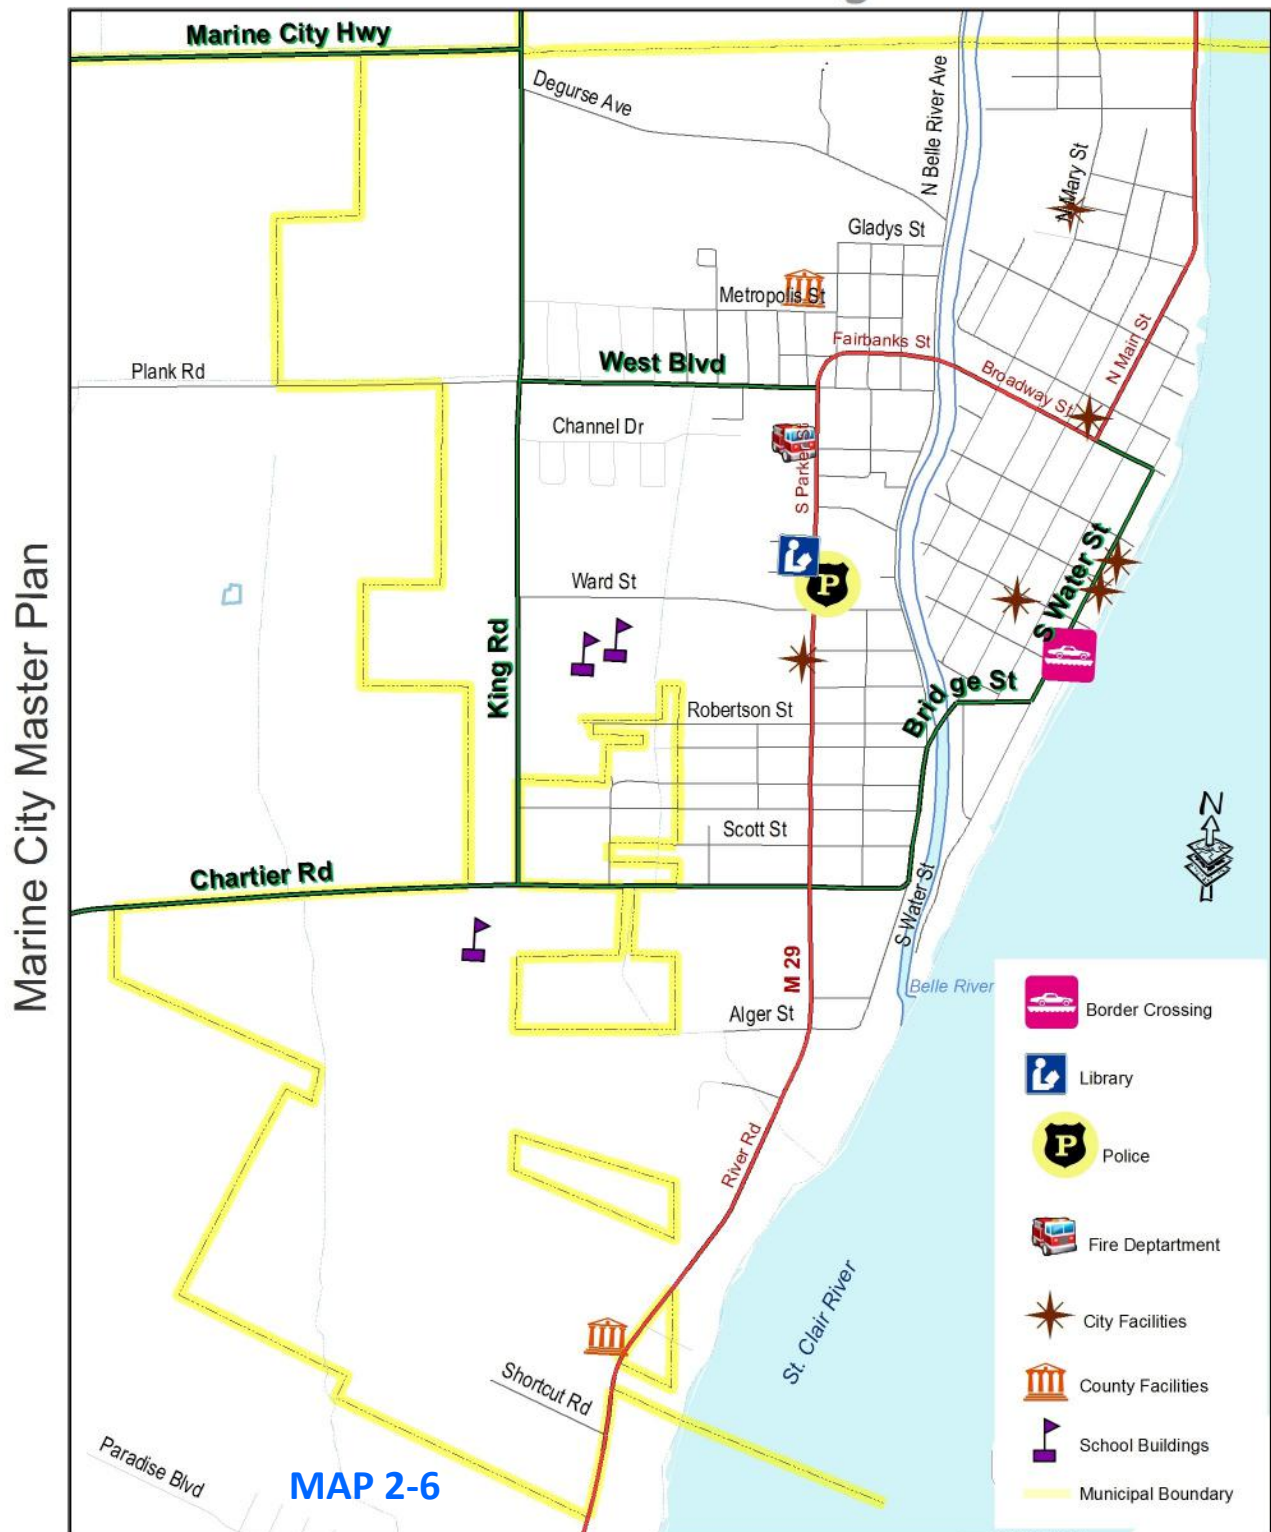 Marine City Master Plan
Marine City Hwy
Degurse Ave
N Belle River Ave
N Mary St
Gladys St
Metropolis St
Fairbanks St
N Main St
West Blvd
Plank Rd
Broadway St
Channel Dr
S Parker St
S Water St
Ward St
King Rd
Bridge St
Robertson St
Scott St
Chartier Rd
S Water St
M 29
Belle River
Alger St
River Rd
St. Clair River
Shortcut Rd
Paradise Blvd
MAP 2-6
N
Border Crossing
Library
P
P
Police
Fire Deptartment
City Facilities
County Facilities
School Buildings
Municipal Boundary